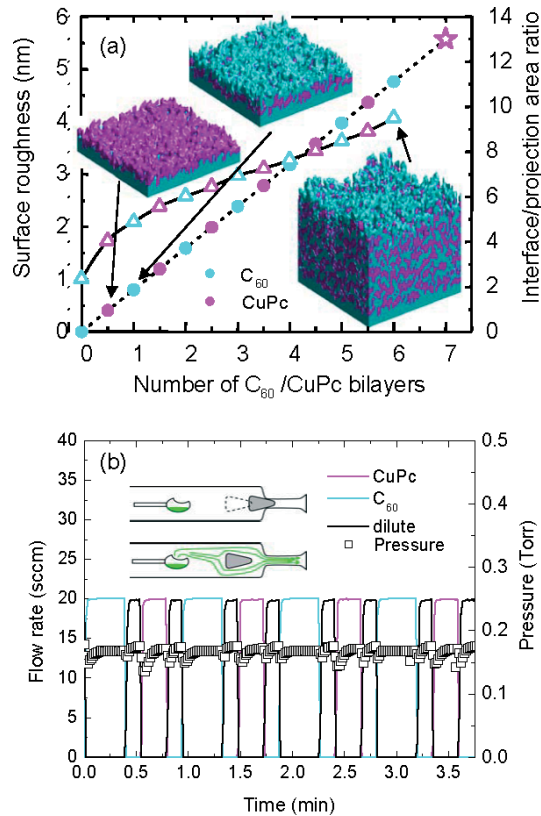 (a)
Surface roughness (nm)
6
5
4
3
2
1
0
Interface/projection area ratio
14
12
10
8
6
4
2
0
C60
CuPc
0 1 2 3 4 5 6 7
Number of C60 /CuPc bilayers
(b)
Flow rate (sccm)
40
35
30
25
20
15
10
5
0
CuPc
C60
dilute
Pressure
Pressure (Torr)
0.5
0.4
0.3
0.2
0.1
0.0
0.0 0.5 1.0 1.5 2.0 2.5 3.0 3.5
Time (min)